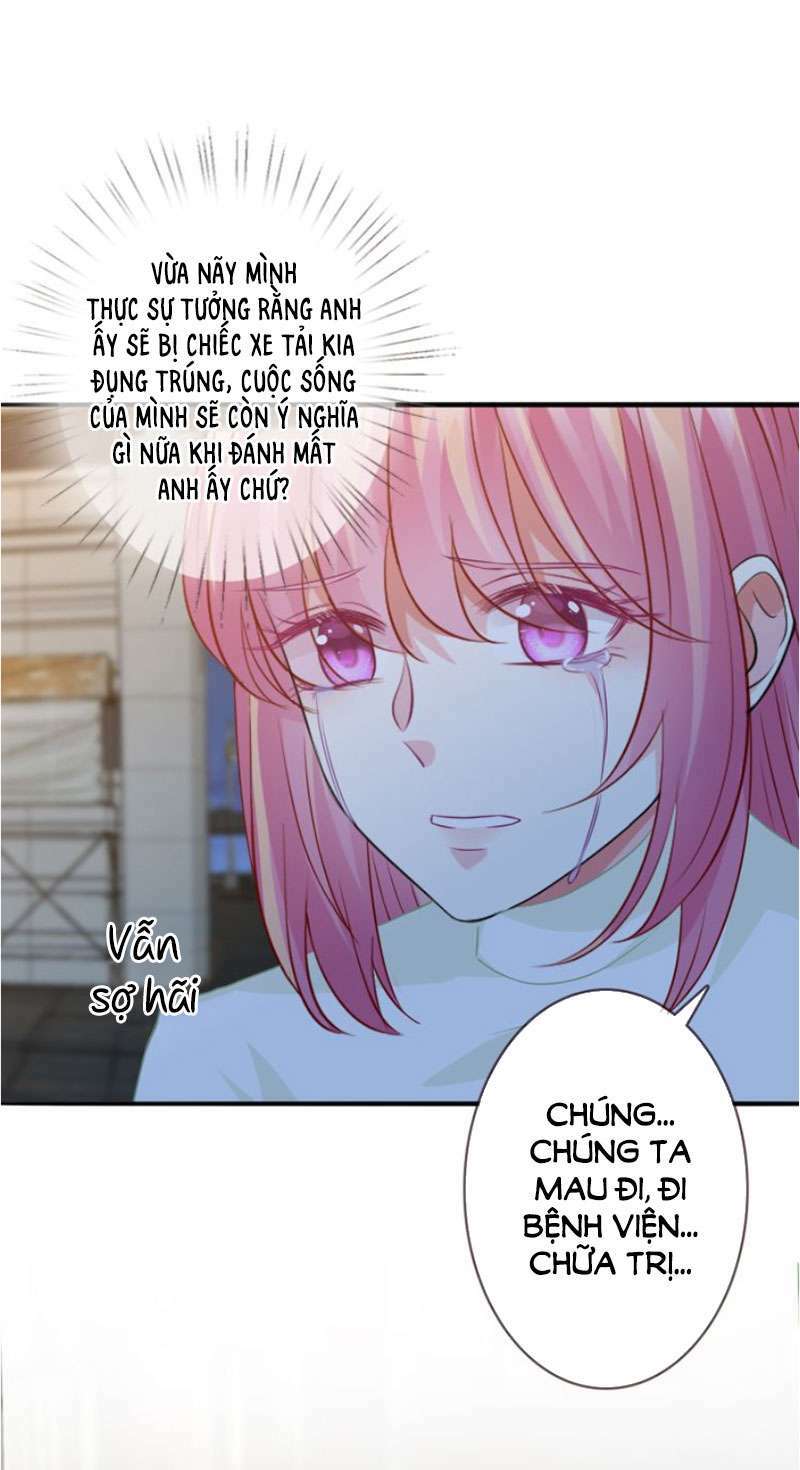 VỪA NÃY MÌNH
THỰC SỰ TƯỞNG RẰNG ANH
ẤY SẼ BỊ CHIẾC XE TẢI KIA
ĐỤNG TRÚNG, CUỘC SỐNG
CỦA MÌNH SẼ CÒN Ý NGHĨA
GÌ NỮA KHI ĐÁNH MẤT
ANH ẤY CHỨ?
Vẫn
sợ hãi
CHÚNG...
CHÚNG TA
MAU ĐI, ĐI
BỆNH VIỆN...
CHỮA TRỊ...